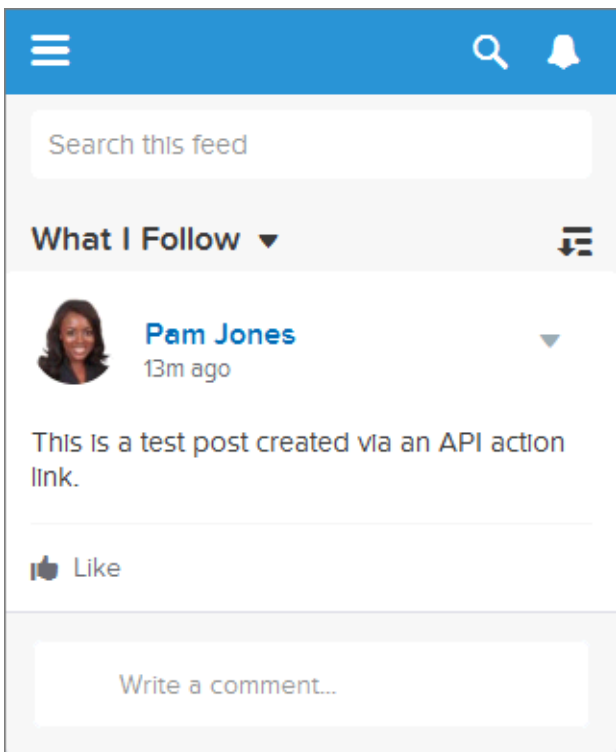 Search this feed
What I Follow
Pam Jones
13m ago
This is a test post created via an API action
link.
Like
Write a comment...